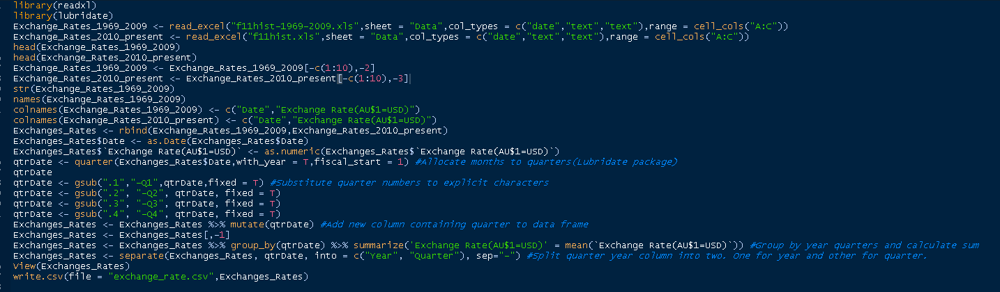 library(readxl)
library(lubridate)
Exchange_Rates_1969_2009 <- read_excel("f11hist-1969-2009.xls",sheet = "Data",col_types = c("date","text","text"),range = cell_cols("A:C"))
Exchange_Rates_2010_present <- read_excel("f11hist.xls",sheet = "Data",col_types = c("date","text","text"),range = cell_cols("A:C"))
head(Exchange_Rates_1969_2009)
head(Exchange_Rates_2010_present)
Exchange_Rates_1969_2009 <- Exchange_Rates_1969_2009[-c(1:10),-2]
Exchange_Rates_2010_present <- Exchange_Rates_2010_present[-c(1:10),-3]
str(Exchange_Rates_1969_2009)
names(Exchange_Rates_1969_2009)
colnames(Exchange_Rates_1969_2009) <- c("Date","Exchange Rate(AU$1=USD)")
colnames(Exchange_Rates_2010_present) <- c("Date","Exchange Rate(AU$1=USD)")
Exchanges_Rates <- rbind(Exchange_Rates_1969_2009,Exchange_Rates_2010_present)
Exchanges_Rates$Date <- as.Date(Exchanges_Rates$Date)
Exchanges_Rates$`Exchange Rate(AU$1=USD)` <- as.numeric(Exchanges_Rates$`Exchange Rate(AU$1=USD)`)
qtrDate <- quarter(Exchanges_Rates$Date,with_year = T,fiscal_start = 1) #Allocate months to quarters(Lubridate package)
qtrDate
qtrDate <- gsub(".1","-Q1",qtrDate,fixed = T) #Substitute quarter numbers to explicit characters
qtrDate <- gsub(".2", "-Q2", qtrDate, fixed = T)
qtrDate <- gsub(".3", "-Q3", qtrDate, fixed = T)
qtrDate <- gsub(".4", "-Q4", qtrDate, fixed = T)
Exchanges_Rates <- Exchanges_Rates %>% mutate(qtrDate) #Add new column containing quarter to data frame
Exchanges_Rates <- Exchanges_Rates[,-1]
Exchanges_Rates <- Exchanges_Rates %>% group_by(qtrDate) %>% summarize('Exchange Rate(AU$1=USD)' = mean(`Exchange Rate(AU$1=USD)`)) #Group by year quarters and calculate sum
Exchanges_Rates <- separate(Exchanges_Rates, qtrDate, into = c("Year", "Quarter"), sep="-") #Split quarter year column into two. One for year and other for quarter.
view(Exchanges_Rates)
write.csv(file = "exchange_rate.csv",Exchanges_Rates)